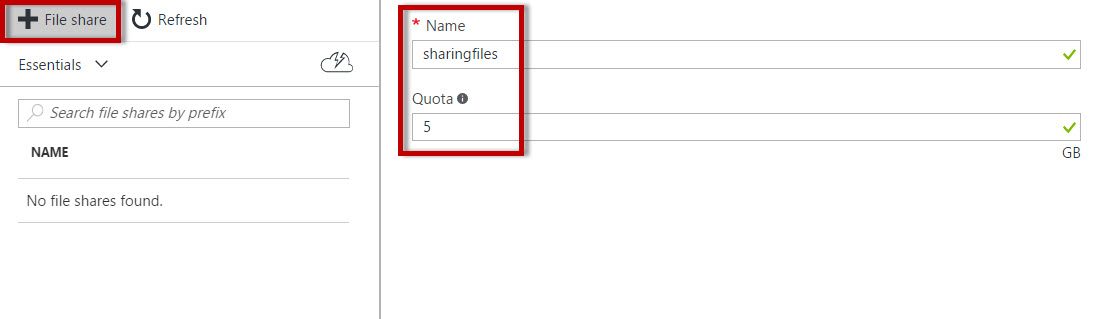 File share
Refresh
Essentials
Search file shares by prefix
NAME
No file shares found.
* Name
sharingfiles
Quota
5
GB